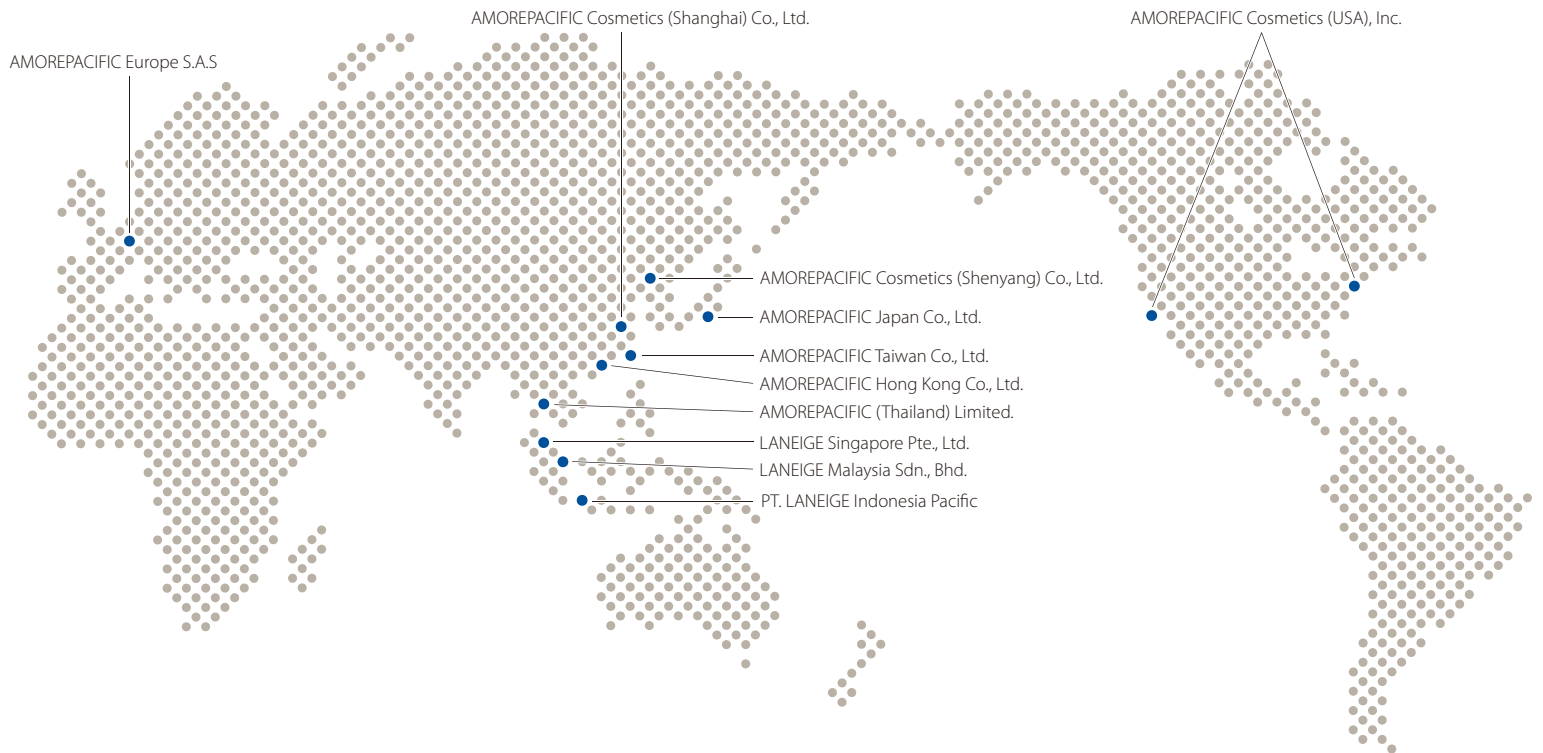 AMOREPACIFIC Cosmetics (Shanghai) Co., Ltd.
AMOREPACIFIC Cosmetics (USA), Inc.
AMOREPACIFIC Europe S.A.S
AMOREPACIFIC Cosmetics (Shenyang) Co., Ltd.
AMOREPACIFIC Japan Co., Ltd.
AMOREPACIFIC Taiwan Co., Ltd.
AMOREPACIFIC Hong Kong Co., Ltd.
AMOREPACIFIC (Thailand) Limited.
LANEIGE Singapore Pte., Ltd.
LANEIGE Malaysia Sdn., Bhd.
PT. LANEIGE Indonesia Pacific